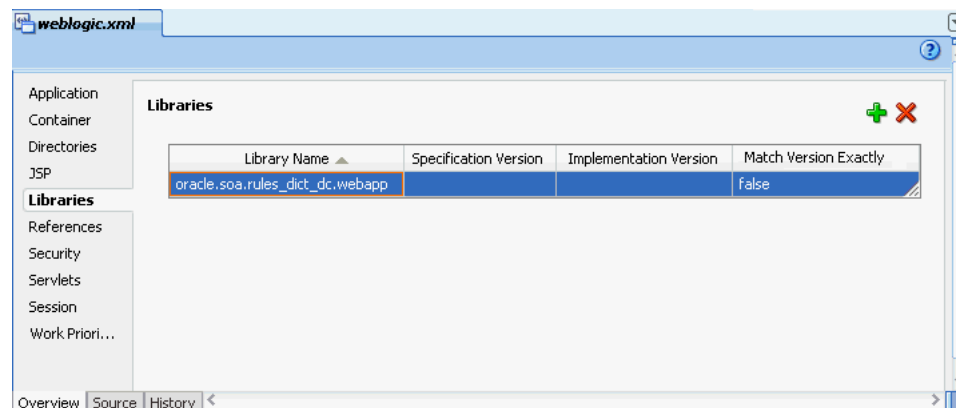 weblogic.xml
Application
Container
Directories
JSP
Libraries
References
Security
Servlets
Session
Work Priori...
Libraries
Library Name Specification Version Implementation Version Match Version Exactly
oracle.soa.rules_dict_dc.webapp false
Overview Source History